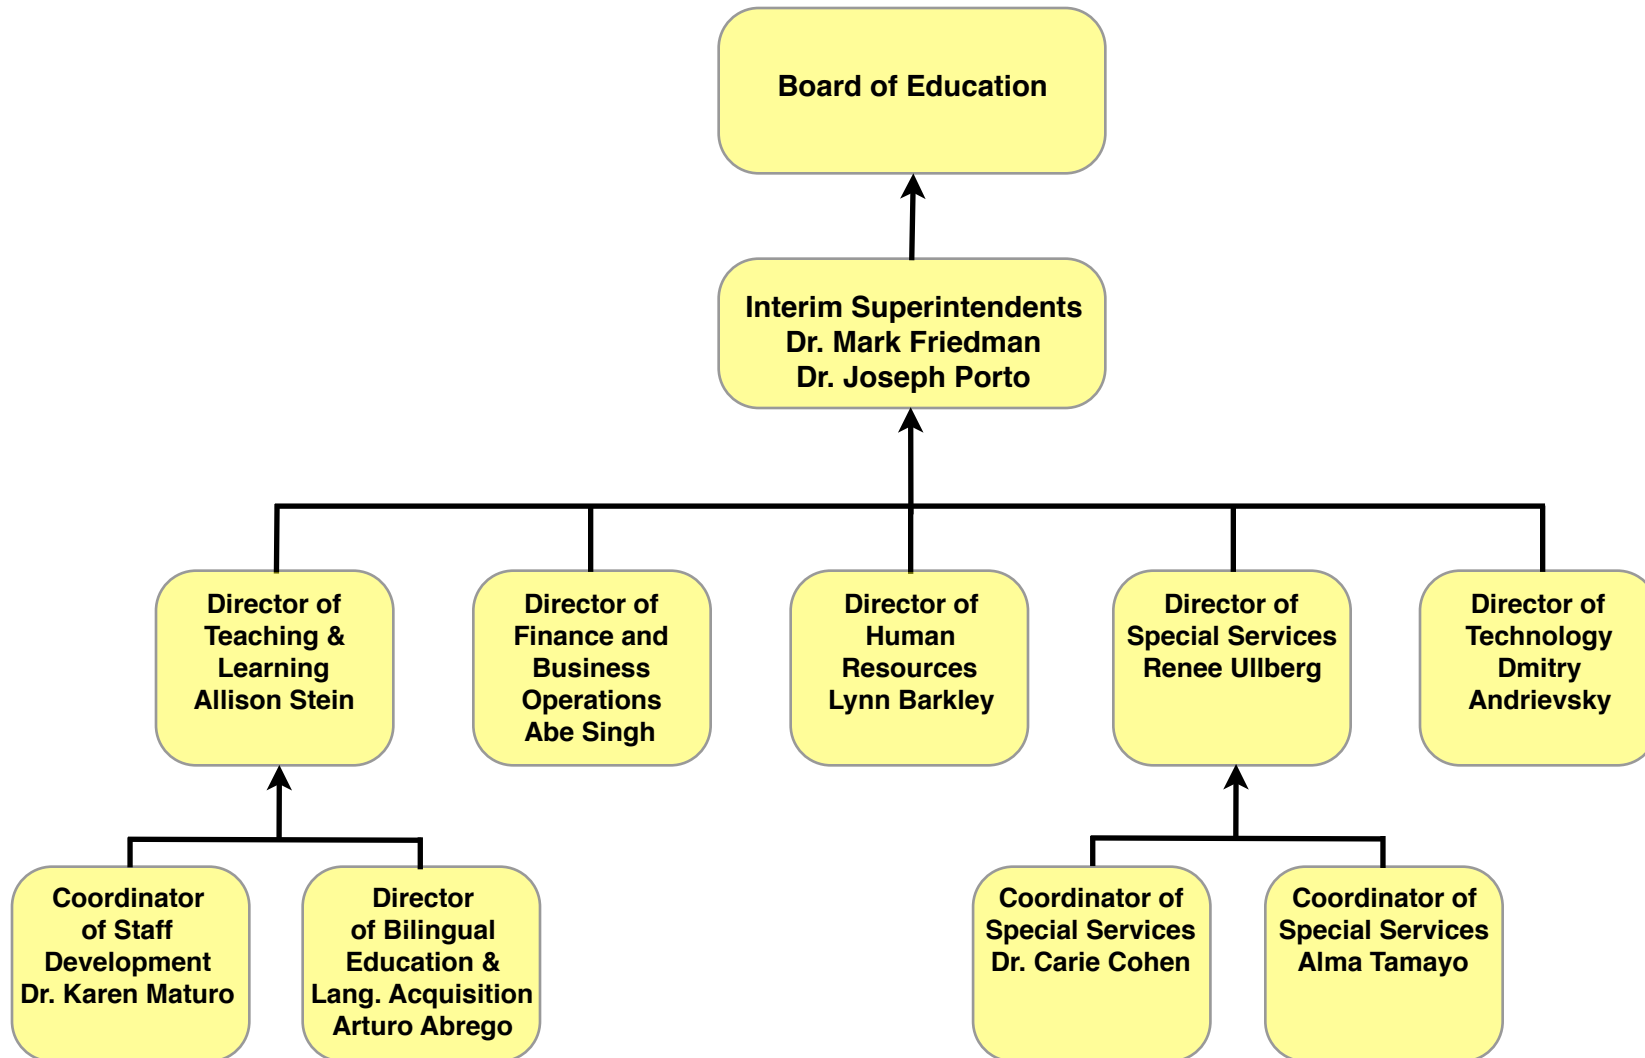 Board of Education
Interim Superintendents
Dr. Mark Friedman
Dr. Joseph Porto
Director of
Teaching &
Learning
Allison Stein
Director of
Finance and
Business
Operations
Abe Singh
Director of
Human
Resources
Lynn Barkley
Director of
Special Services
Renee Ullberg
Director of
Technology
Dmitry
Andrievsky
Coordinator
of Staff
Development
Dr. Karen Maturo
Director
of Bilingual
Education &
Lang. Acquisition
Arturo Abrego
Coordinator of
Special Services
Dr. Carie Cohen
Coordinator of
Special Services
Alma Tamayo